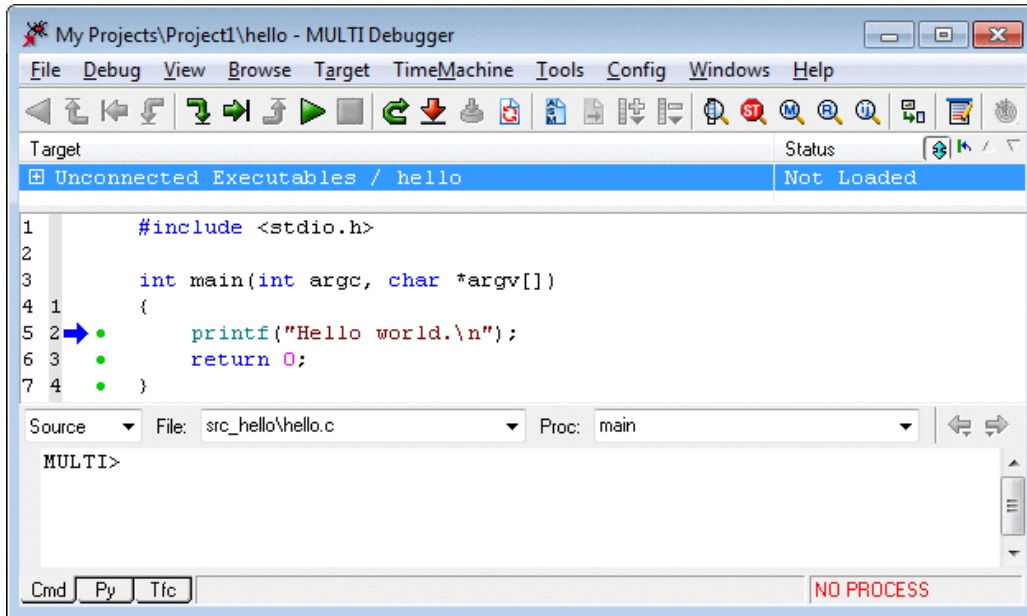 My Projects\Project1\hello - MULTI Debugger
File Debug View Browse Target TimeMachine Tools Config Windows Help
Target Status
Unconnected Executables / hello Not Loaded
1 #include <stdio.h>
2
3 int main(int argc, char *argv[])
4 1 {
5 2 printf("Hello world.\n");
6 3 return 0;
7 4 }
Source File: src_hello\hello.c Proc: main
MULTI>
Cmd Py Tfc NO PROCESS